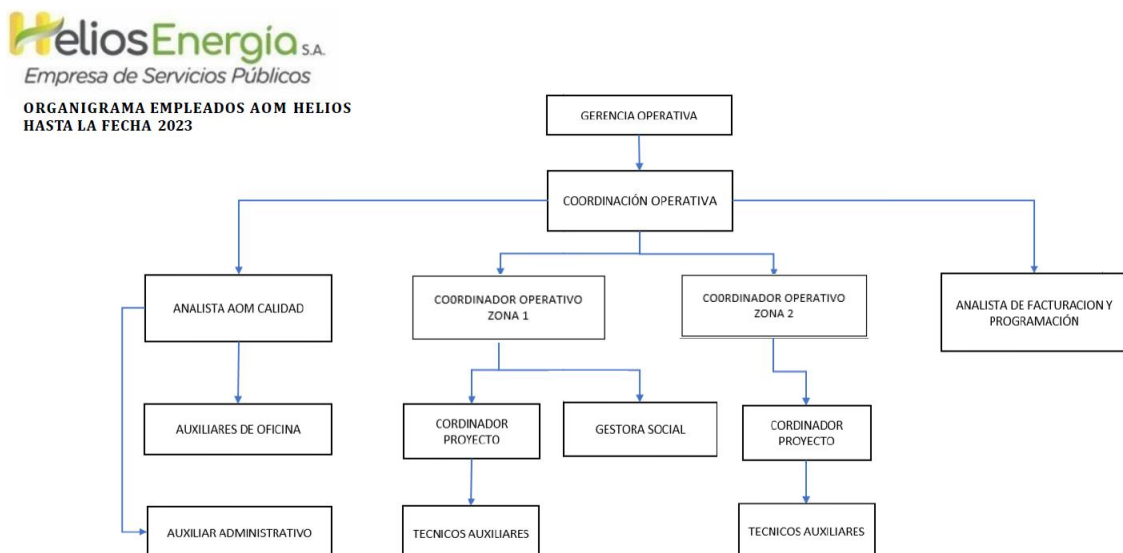 HeliosEnergía S.A.
Empresa de Servicios Públicos
ORGANIGRAMA EMPLEADOS AOM HELIOS
HASTA LA FECHA 2023
GERENCIA OPERATIVA
COORDINACIÓN OPERATIVA
ANALISTA AOM CALIDAD
COORDINADOR OPERATIVO
ZONA 1
COORDINADOR OPERATIVO
ZONA 2
ANALISTA DE FACTURACION Y
PROGRAMACIÓN
AUXILIARES DE OFICINA
CORDINADOR
PROYECTO
GESTORA SOCIAL
CORDINADOR
PROYECTO
AUXILIAR ADMINISTRATIVO
TECNICOS AUXILIARES
TECNICOS AUXILIARES